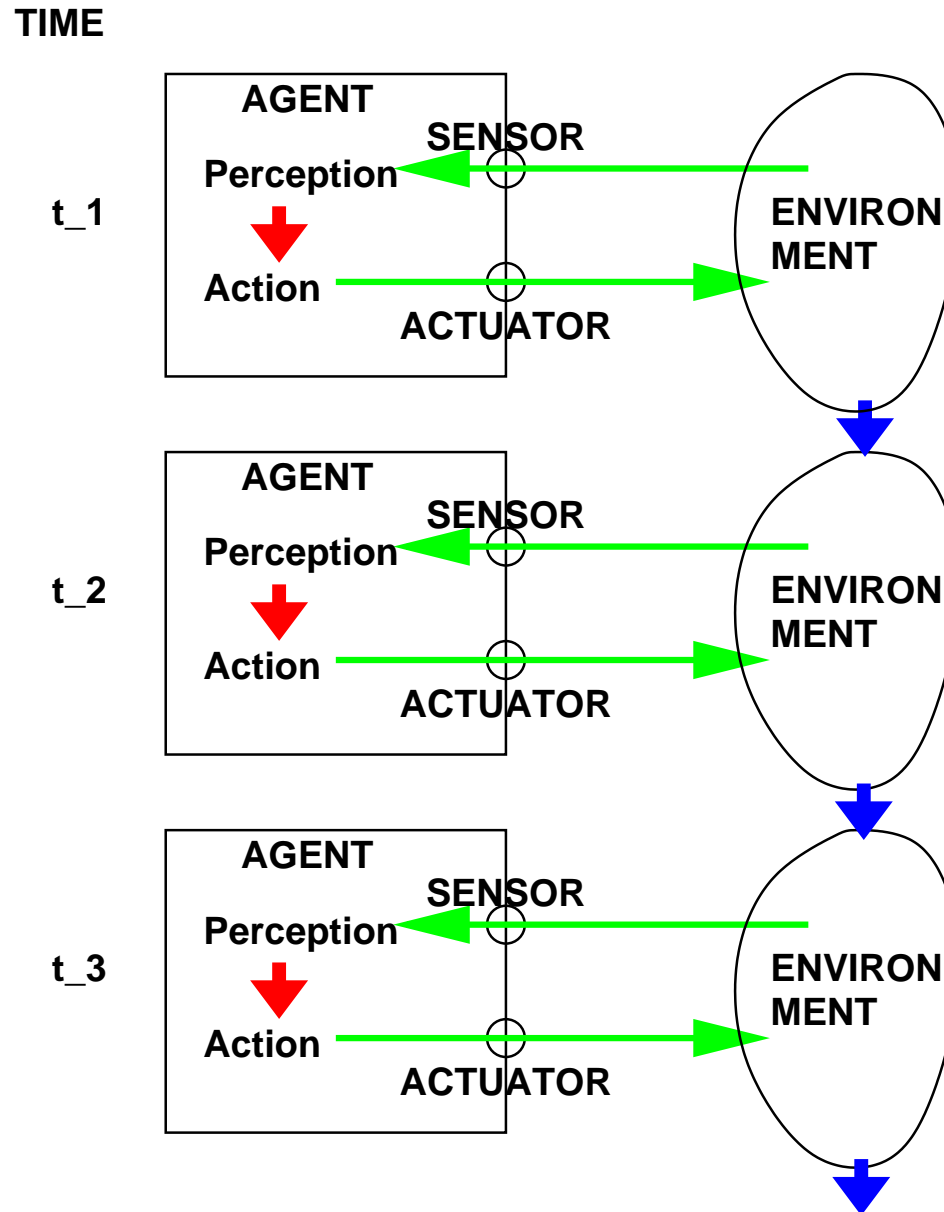 TIME
AGENT
SENSOR
Perception
t_1
ENVIRON
MENT
Action
ACTUATOR
AGENT
SENSOR
Perception
t_2
ENVIRON
MENT
Action
ACTUATOR
AGENT
SENSOR
Perception
t_3
ENVIRON
MENT
Action
ACTUATOR